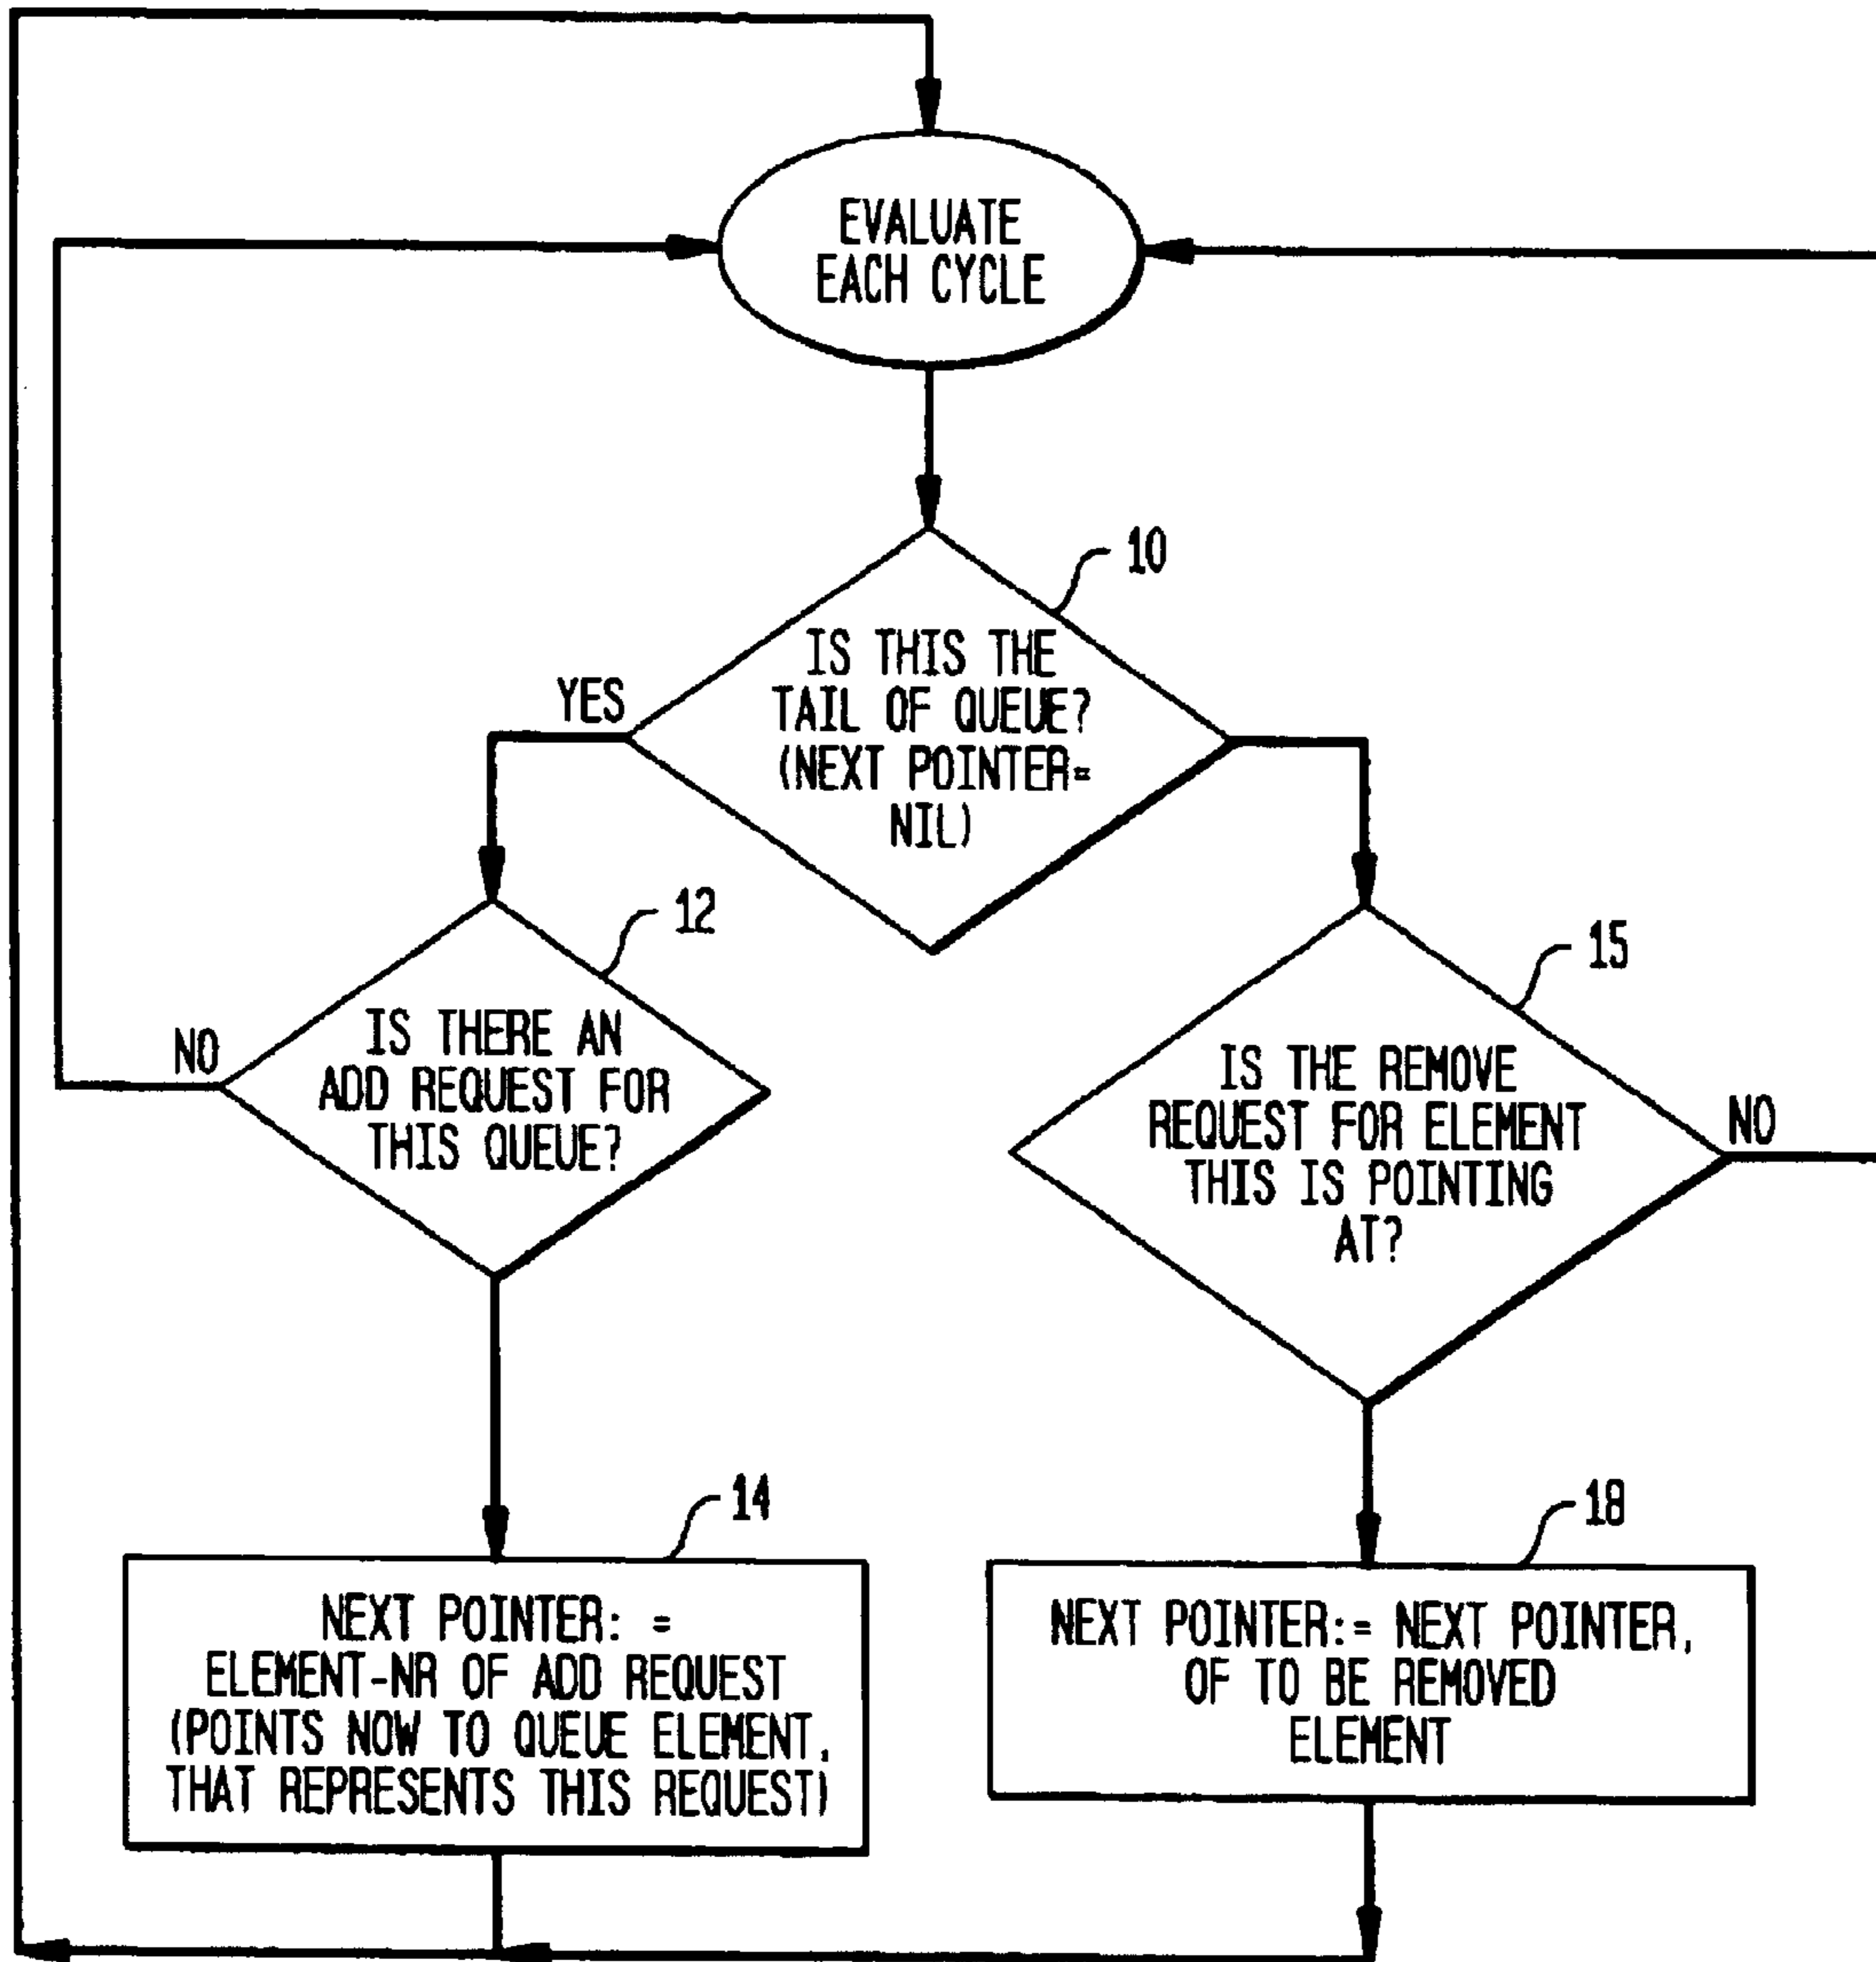 EVALUATE
EACH CYCLE
10
IS THIS THE
TAIL OF QUEUE?
(NEXT POINTER=
NIL)
YES
12
IS THERE AN
ADD REQUEST FOR
THIS QUEUE?
NO
15
IS THE REMOVE
REQUEST FOR ELEMENT
THIS IS POINTING
AT?
NO
14
NEXT POINTER: =
ELEMENT-NR OF ADD REQUEST
(POINTS NOW TO QUEUE ELEMENT,
THAT REPRESENTS THIS REQUEST)
18
NEXT POINTER:= NEXT POINTER,
OF TO BE REMOVED
ELEMENT